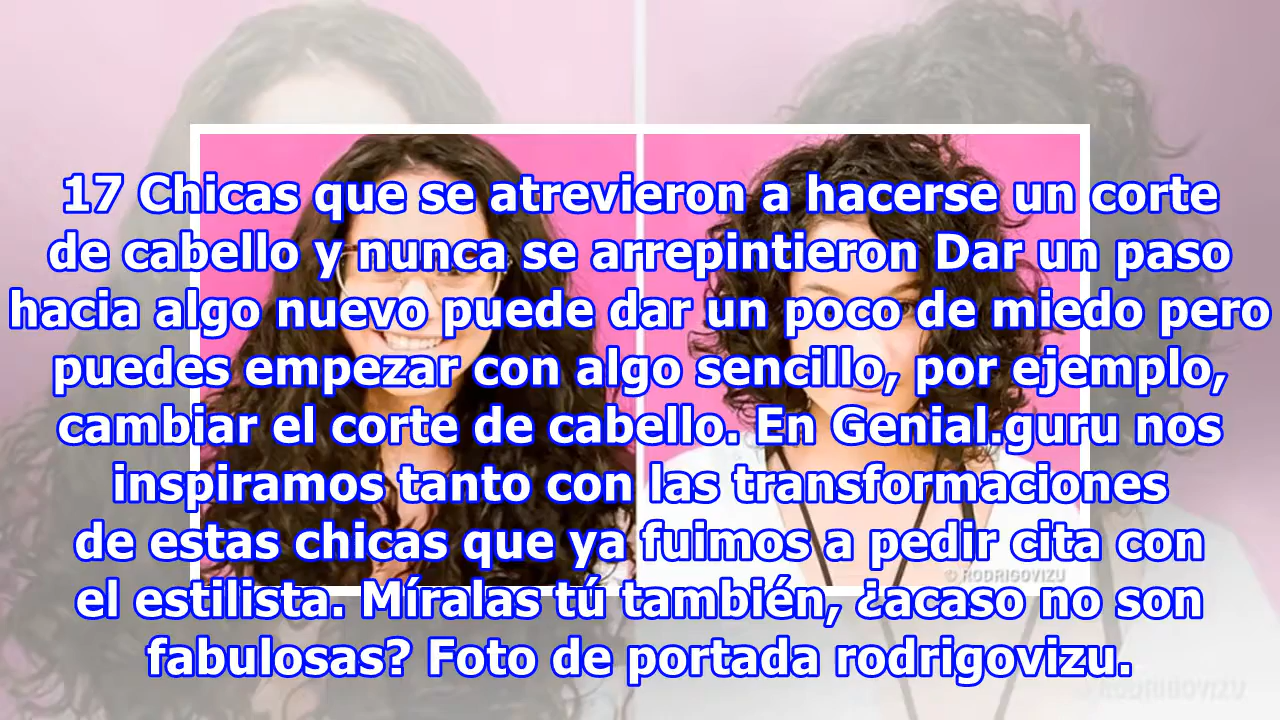 17 Chicas que se atrevieron a hacerse un corte
de cabello y nunca se arrepintieron Dar un paso
hacia algo nuevo puede dar un poco de miedo pero
puedes empezar con algo sencillo, por ejemplo,
cambiar el corte de cabello. En Genial.guru nos
inspiramos tanto con las transformaciones
de estas chicas que ya fuimos a pedir cita con
© RODRIGOVIZU
el estilista. Míralas tú también, ¿acaso no son
fabulosas? Foto de portada rodrigovizu.
© RODRIGOVIZU